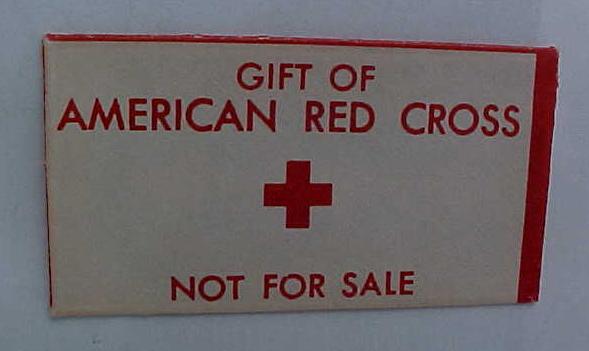 GIFT OF
AMERICAN RED CROSS
NOT FOR SALE